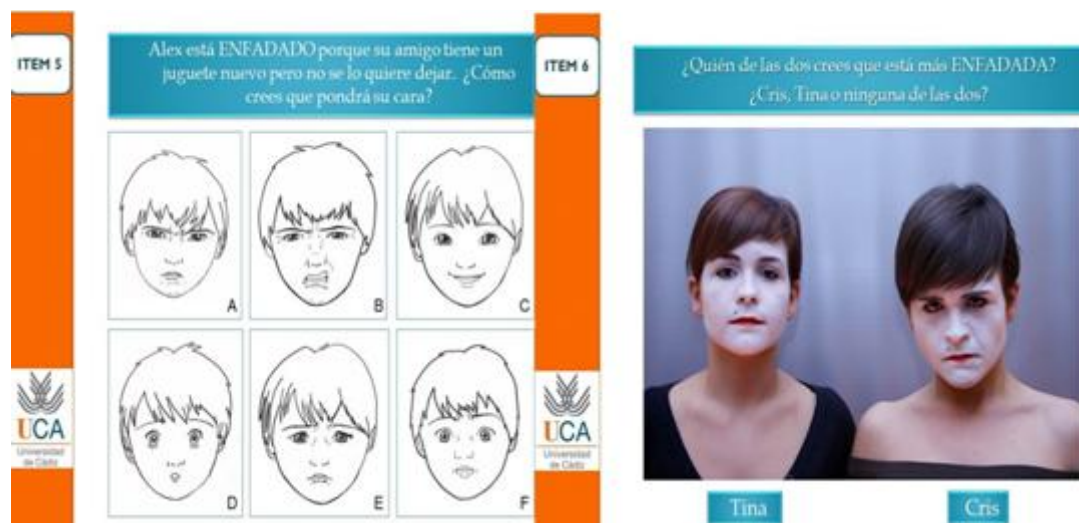 ITEM 5
Alex está ENFADADO porque su amigo tiene un
juguete nuevo pero no se lo quiere dejar. ¿Cómo
crees que pondrá su cara?
A
B
C
D
E
F
UCA
Universidad
de Cádiz
ITEM 6
¿Quién de las dos crees que está más ENFADADA?
¿Cris, Tina o ninguna de las dos?
Tina
Cris
UCA
Universidad
de Cádiz